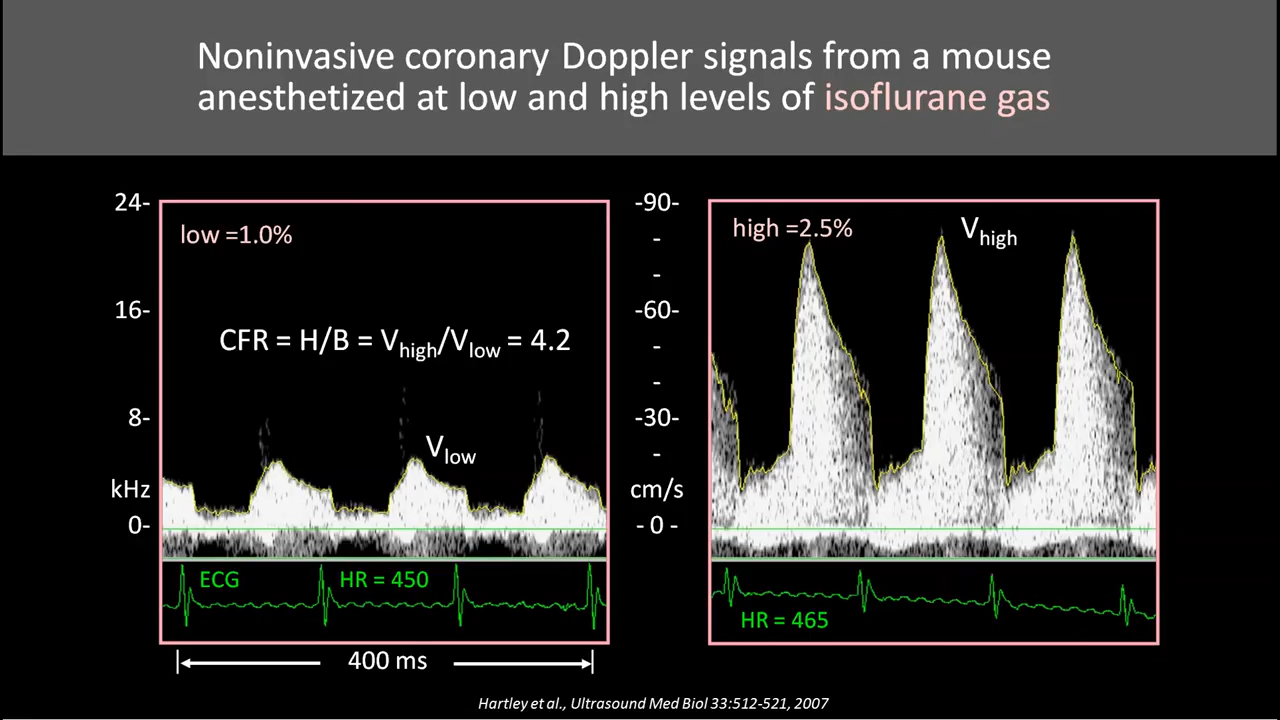 Noninvasive coronary Doppler signals from a mouse
anesthetized at low and high levels of isoflurane gas
24-
16-
8-
kHz
0-
low =1.0%
CFR = H/B = Vhigh/Vlow = 4.2
Vlow
ECG
HR = 450
400 ms
-90-
-
-
-60-
-
-
-30-
-
cm/s
- 0 -
high =2.5%
Vhigh
HR = 465
Hartley et al., Ultrasound Med Biol 33:512-521, 2007